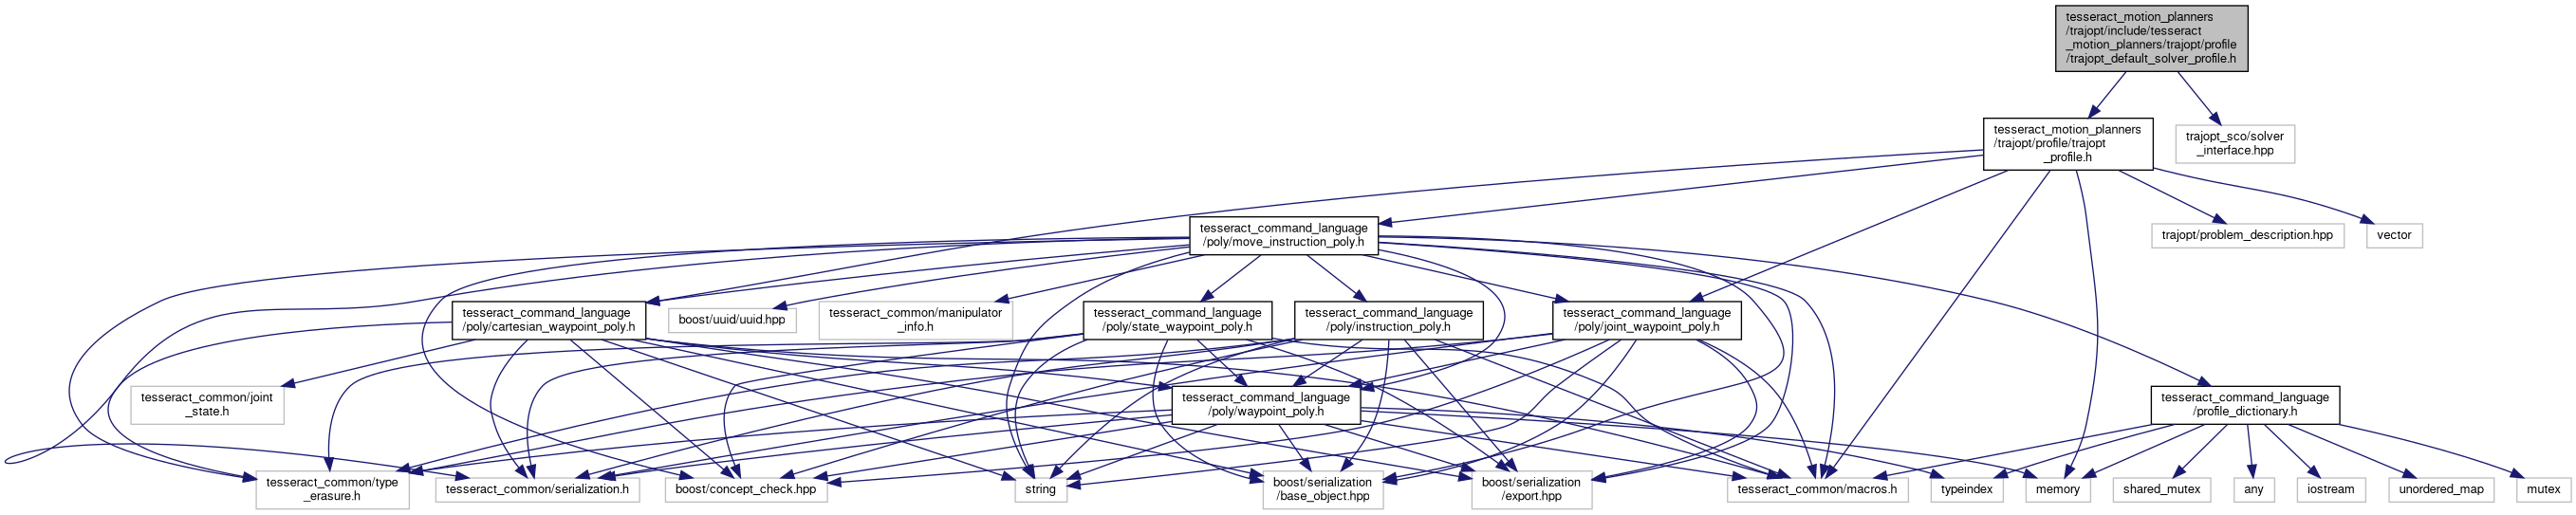 tesseract_motion_planners
/trajopt/include/tesseract
_motion_planners/trajopt/profile
/trajopt_default_solver_profile.h
tesseract_motion_planners
/trajopt/profile/trajopt
_profile.h
trajopt_sco/solver
_interface.hpp
tesseract_command_language
/poly/move_instruction_poly.h
trajopt/problem_description.hpp
vector
tesseract_command_language
/poly/cartesian_waypoint_poly.h
boost/uuid/uuid.hpp
tesseract_common/manipulator
_info.h
tesseract_command_language
/poly/state_waypoint_poly.h
tesseract_command_language
/poly/instruction_poly.h
tesseract_command_language
/poly/joint_waypoint_poly.h
tesseract_common/joint
_state.h
tesseract_command_language
/poly/waypoint_poly.h
tesseract_command_language
/profile_dictionary.h
tesseract_common/type
_erasure.h
tesseract_common/serialization.h
boost/concept_check.hpp
string
boost/serialization
/base_object.hpp
boost/serialization
/export.hpp
tesseract_common/macros.h
typeindex
memory
shared_mutex
any
iostream
unordered_map
mutex